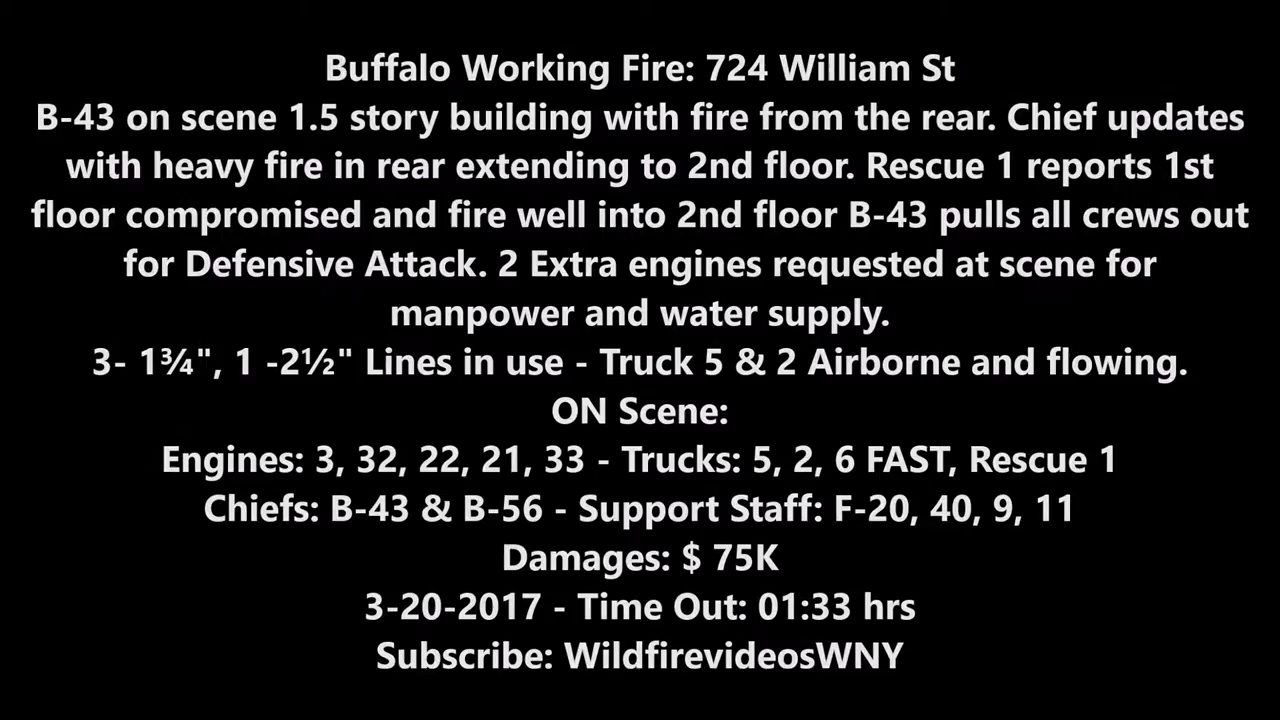 Buffalo Working Fire: 724 William St
B-43 on scene 1.5 story building with fire from the rear. Chief updates
with heavy fire in rear extending to 2nd floor. Rescue 1 reports 1st
floor compromised and fire well into 2nd floor B-43 pulls all crews out
for Defensive Attack. 2 Extra engines requested at scene for
manpower and water supply.
3- 1¾", 1 -2½" Lines in use - Truck 5 & 2 Airborne and flowing.
ON Scene:
Engines: 3, 32, 22, 21, 33 - Trucks: 5, 2, 6 FAST, Rescue 1
Chiefs: B-43 & B-56 - Support Staff: F-20, 40, 9, 11
Damages: $ 75K
3-20-2017 - Time Out: 01:33 hrs
Subscribe: WildfirevideosWNY